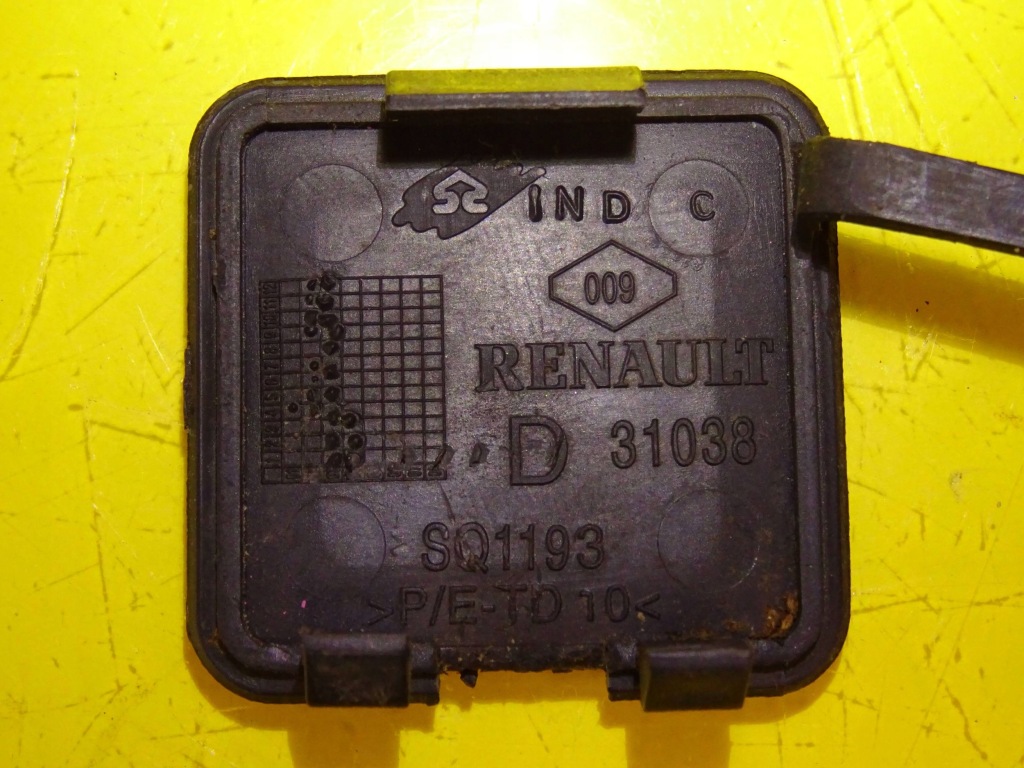 IND C
009
RENAULT
D 31038
SQ1193
>P/E-TD 10<